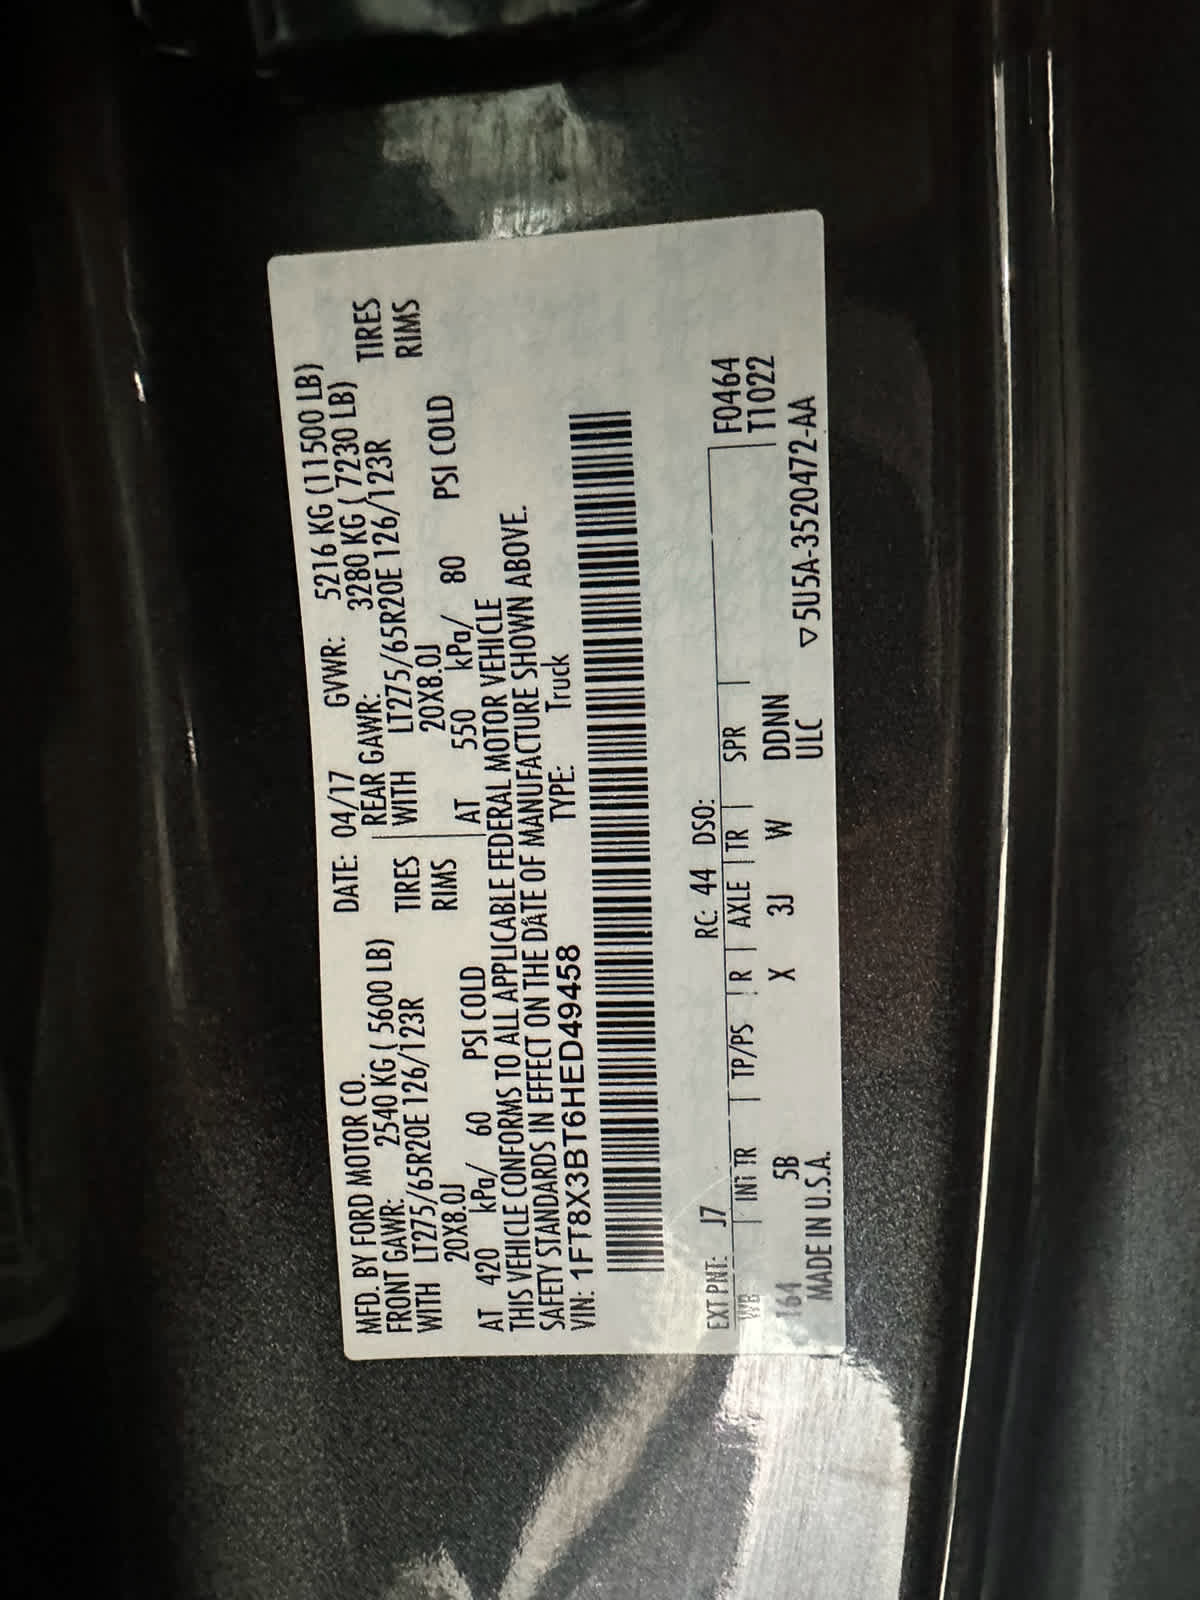 MFD. BY FORD MOTOR CO. DATE: 04/17 GVWR: 5216 KG (11500 LB)
FRONT GAWR: 2540 KG ( 5600 LB) REAR GAWR: 3280 KG ( 7230 LB)
WITH LT275/65R20E 126/123R TIRES WITH LT275/65R20E 126/123R TIRES
20X8.0J RIMS 20X8.0J RIMS
AT 420 kPa/ 60 PSI COLD AT 550 kPa/ 80 PSI COLD
THIS VEHICLE CONFORMS TO ALL APPLICABLE FEDERAL MOTOR VEHICLE
SAFETY STANDARDS IN EFFECT ON THE DATE OF MANUFACTURE SHOWN ABOVE.
VIN: 1FT8X3BT6HED49458 TYPE: Truck
EXT PNT: J7 RC: 44 DSO: F0464
WB INT TR TP/PS R AXLE TR SPR T1022
164 5B X 3J W DDNN
MADE IN U.S.A. ULC ▽5U5A-3520472-AA